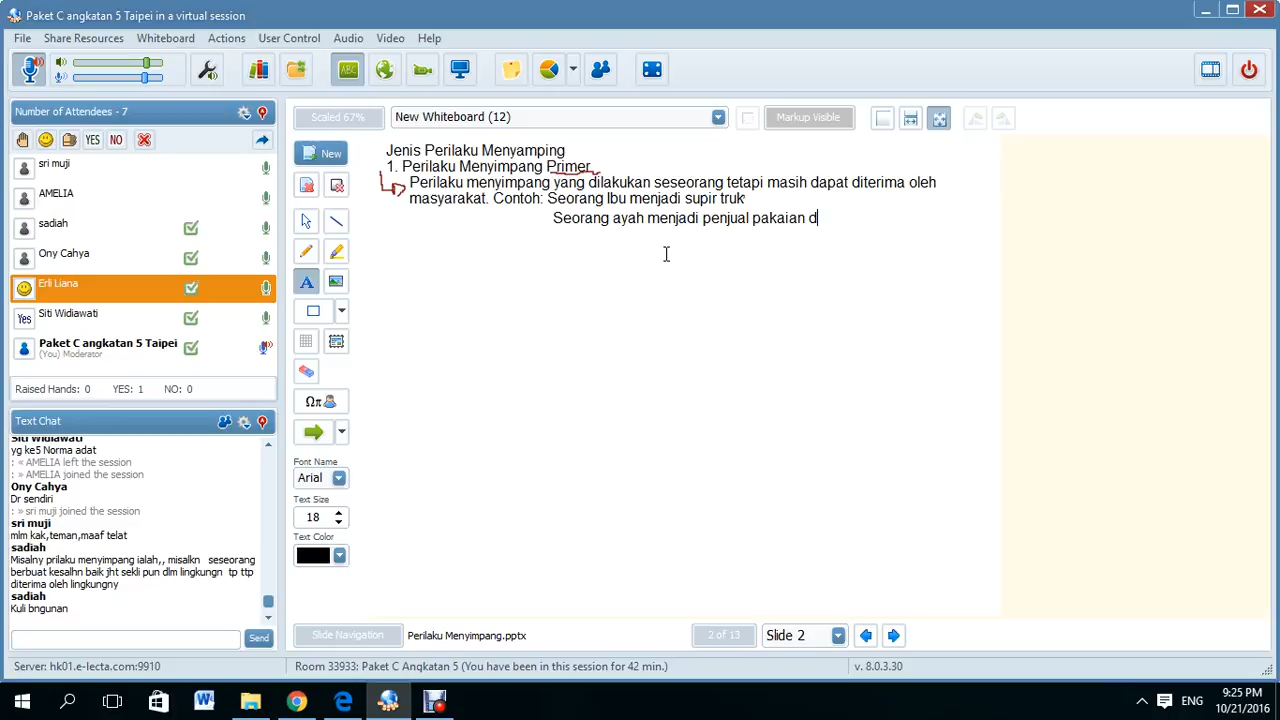 Paket C angkatan 5 Taipei in a virtual session
File Share Resources Whiteboard Actions User Control Audio Video Help
ABC
Number of Attendees - 7
YES NO
sri muji
AMELIA
sadiah
Ony Cahya
Erli Liana
Yes Siti Widiawati
Paket C angkatan 5 Taipei
(You) Moderator
Raised Hands: 0 YES: 1 NO: 0
Text Chat
Siti Widiawati
yg ke5 Norma adat
: « AMELIA left the session
: » AMELIA joined the session
Ony Cahya
Dr sendiri
: » sri muji joined the session
sri muji
mlm kak,teman,maaf telat
sadiah
Misalny prilaku menyimpang ialah,, misalkn seseorang
berbuat kesalhn baik jht sekli pun dlm lingkungn tp ttp
diterima oleh lingkungny
sadiah
Kuli bngunan
Send
Scaled 67% New Whiteboard (12) Markup Visible
New
A
Ωπ
Font Name
Arial
Text Size
18
Text Color
Jenis Perilaku Menyamping
1. Perilaku Menyimpang Primer
Perilaku menyimpang yang dilakukan seseorang tetapi masih dapat diterima oleh
masyarakat. Contoh: Seorang Ibu menjadi supir truk
Seorang ayah menjadi penjual pakaian d
Slide Navigation Perilaku Menyimpang.pptx 2 of 13 Slide 2
Server: hk01.e-lecta.com:9910 Room 33933: Paket C Angkatan 5 (You have been in this session for 42 min.) v. 8.0.3.30
ENG 9:25 PM
10/21/2016